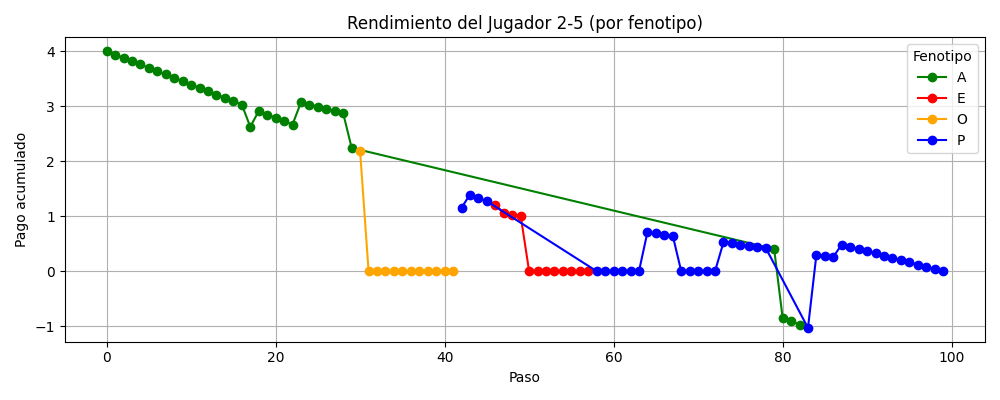 Rendimiento del Jugador 2-5 (por fenotipo)
Pago acumulado
4
3
2
1
0
−1
Fenotipo
A
E
O
P
0 20 40 60 80 100
Paso